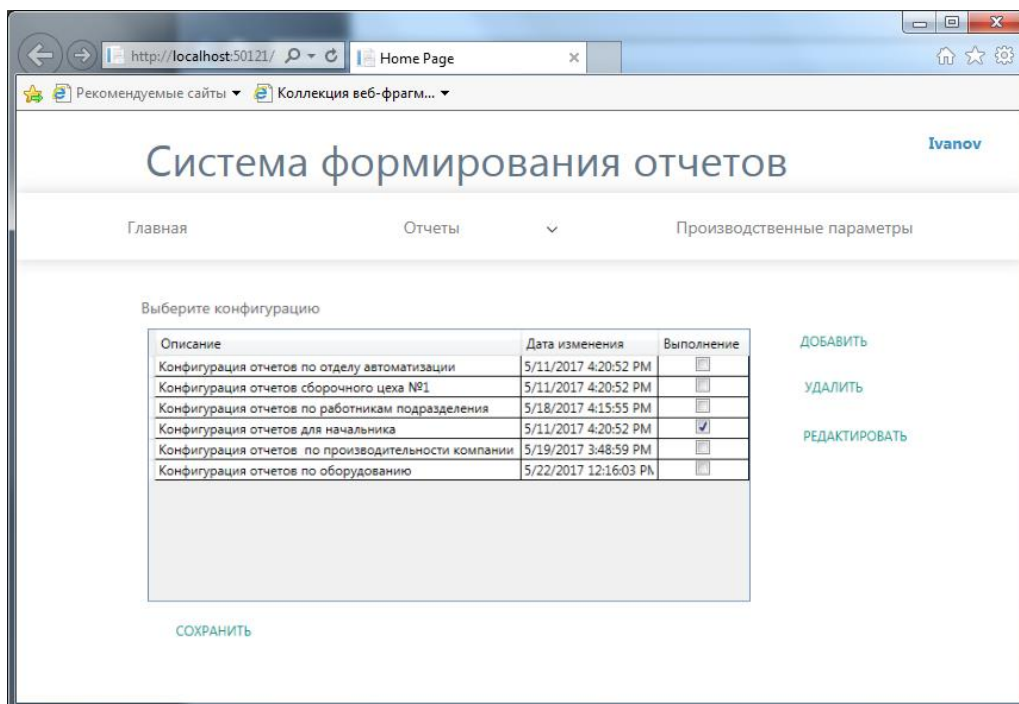 http://localhost:50121/ Home Page
Рекомендуемые сайты Коллекция веб-фрагм...
Ivanov
Система формирования отчетов
Главная Отчеты Производственные параметры
Выберите конфигурацию
Описание Дата изменения Выполнение
Конфигурация отчетов по отделу автоматизации 5/11/2017 4:20:52 PM
Конфигурация отчетов сборочного цеха №1 5/11/2017 4:20:52 PM
Конфигурация отчетов по работникам подразделения 5/18/2017 4:15:55 PM
Конфигурация отчетов для начальника 5/11/2017 4:20:52 PM
Конфигурация отчетов по производительности компании 5/19/2017 3:48:59 PM
Конфигурация отчетов по оборудованию 5/22/2017 12:16:03 PM
ДОБАВИТЬ
УДАЛИТЬ
РЕДАКТИРОВАТЬ
СОХРАНИТЬ